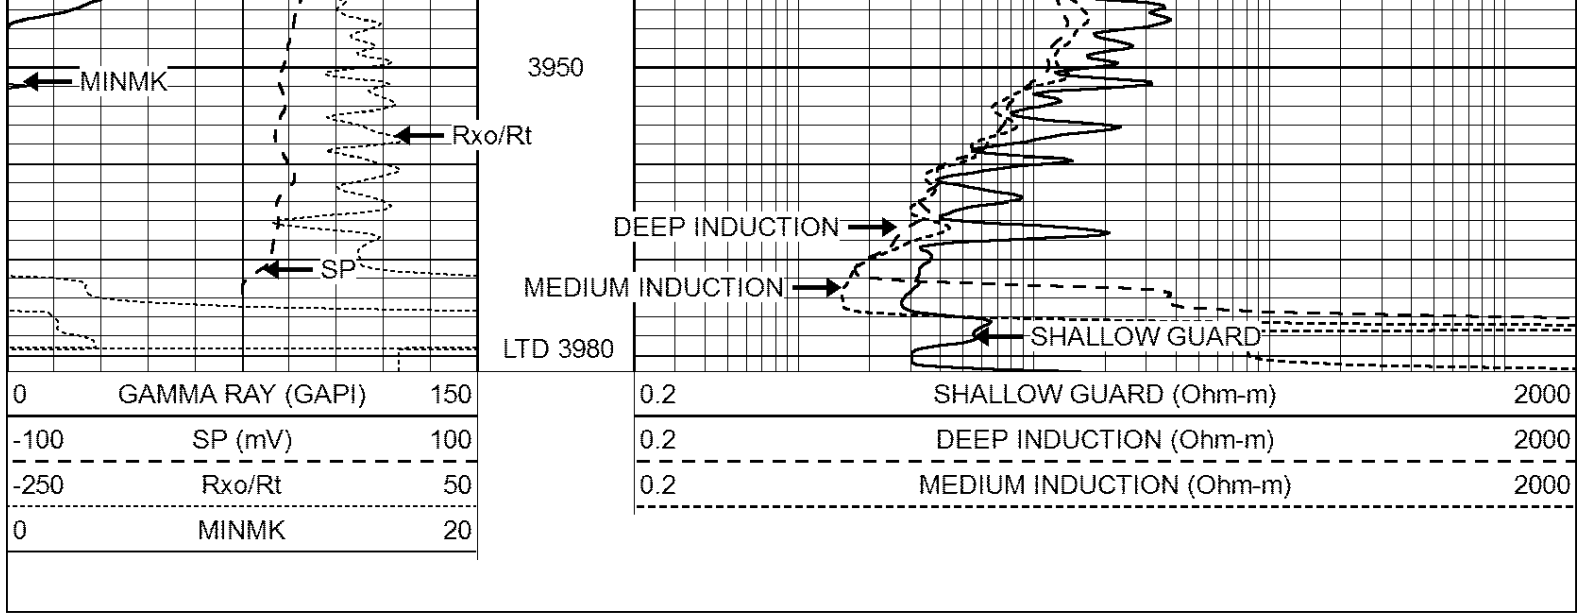 3950
MINMK
Rxo/Rt
DEEP INDUCTION
SP
MEDIUM INDUCTION
SHALLOW GUARD
LTD 3980
0 GAMMA RAY (GAPI) 150
0.2 SHALLOW GUARD (Ohm-m) 2000
-100 SP (mV) 100
0.2 DEEP INDUCTION (Ohm-m) 2000
-250 Rxo/Rt 50
0.2 MEDIUM INDUCTION (Ohm-m) 2000
0 MINMK 20